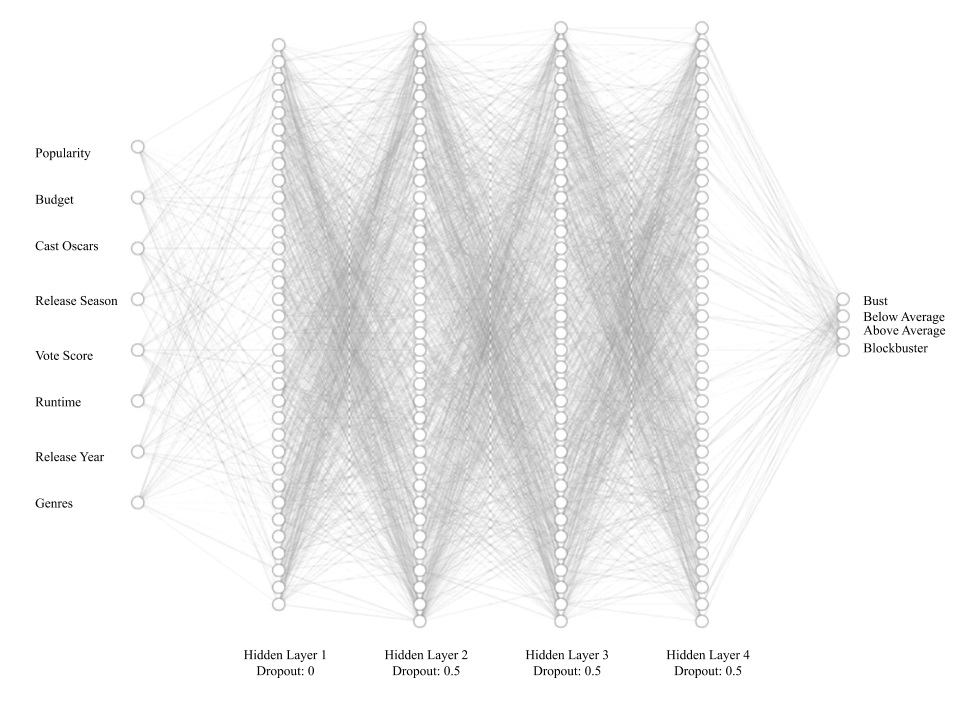 Popularity
Budget
Cast Oscars
Release Season
Vote Score
Runtime
Release Year
Genres
Bust
Below Average
Above Average
Blockbuster
Hidden Layer 1
Dropout: 0
Hidden Layer 2
Dropout: 0.5
Hidden Layer 3
Dropout: 0.5
Hidden Layer 4
Dropout: 0.5